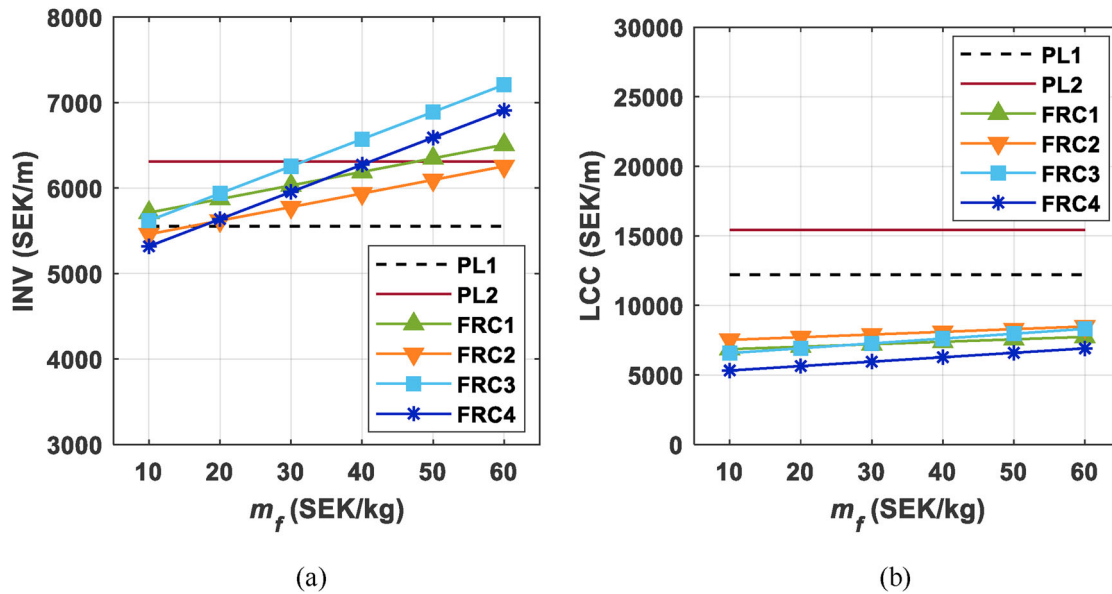 8000
7000
6000
5000
4000
3000
INV (SEK/m)
PL1
PL2
FRC1
FRC2
FRC3
FRC4
10 20 30 40 50 60
m_f (SEK/kg)
(a)
30000
25000
20000
15000
10000
5000
0
LCC (SEK/m)
PL1
PL2
FRC1
FRC2
FRC3
FRC4
10 20 30 40 50 60
m_f (SEK/kg)
(b)